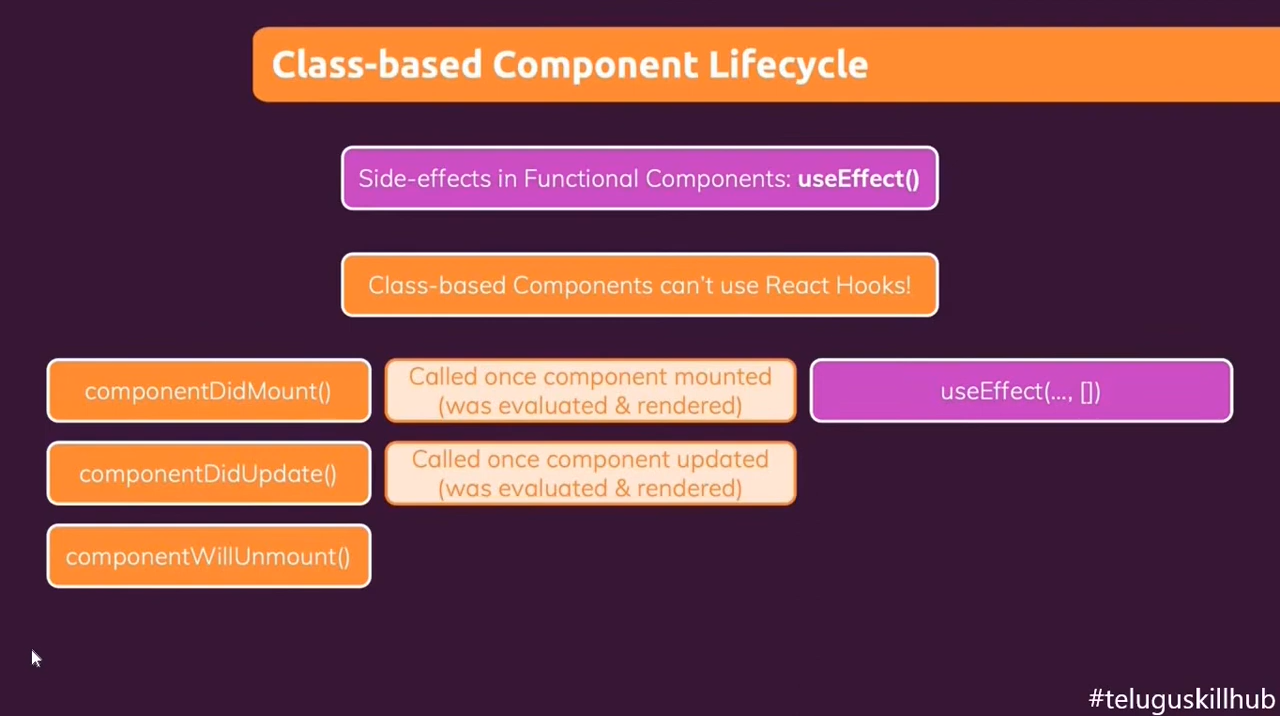 Class-based Component Lifecycle
Side-effects in Functional Components: useEffect()
Class-based Components can't use React Hooks!
componentDidMount()
Called once component mounted
(was evaluated & rendered)
useEffect(..., [])
componentDidUpdate()
Called once component updated
(was evaluated & rendered)
componentWillUnmount()
#teluguskillhub